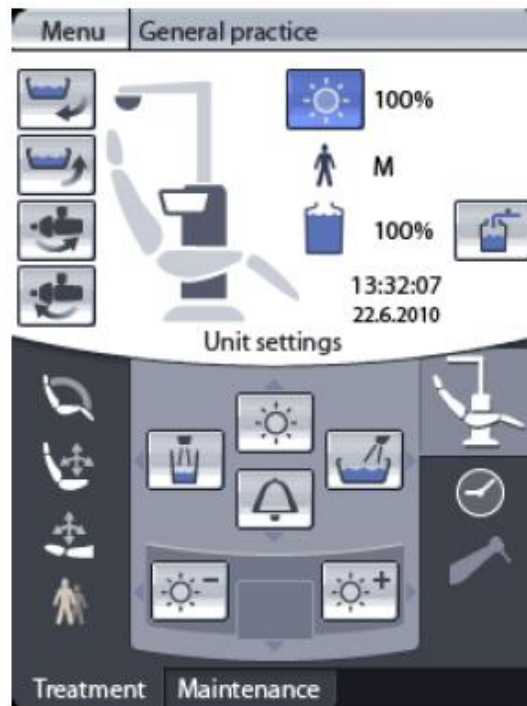 Menu General practice
100%
M
100%
13:32:07
22.6.2010
Unit settings
Treatment Maintenance